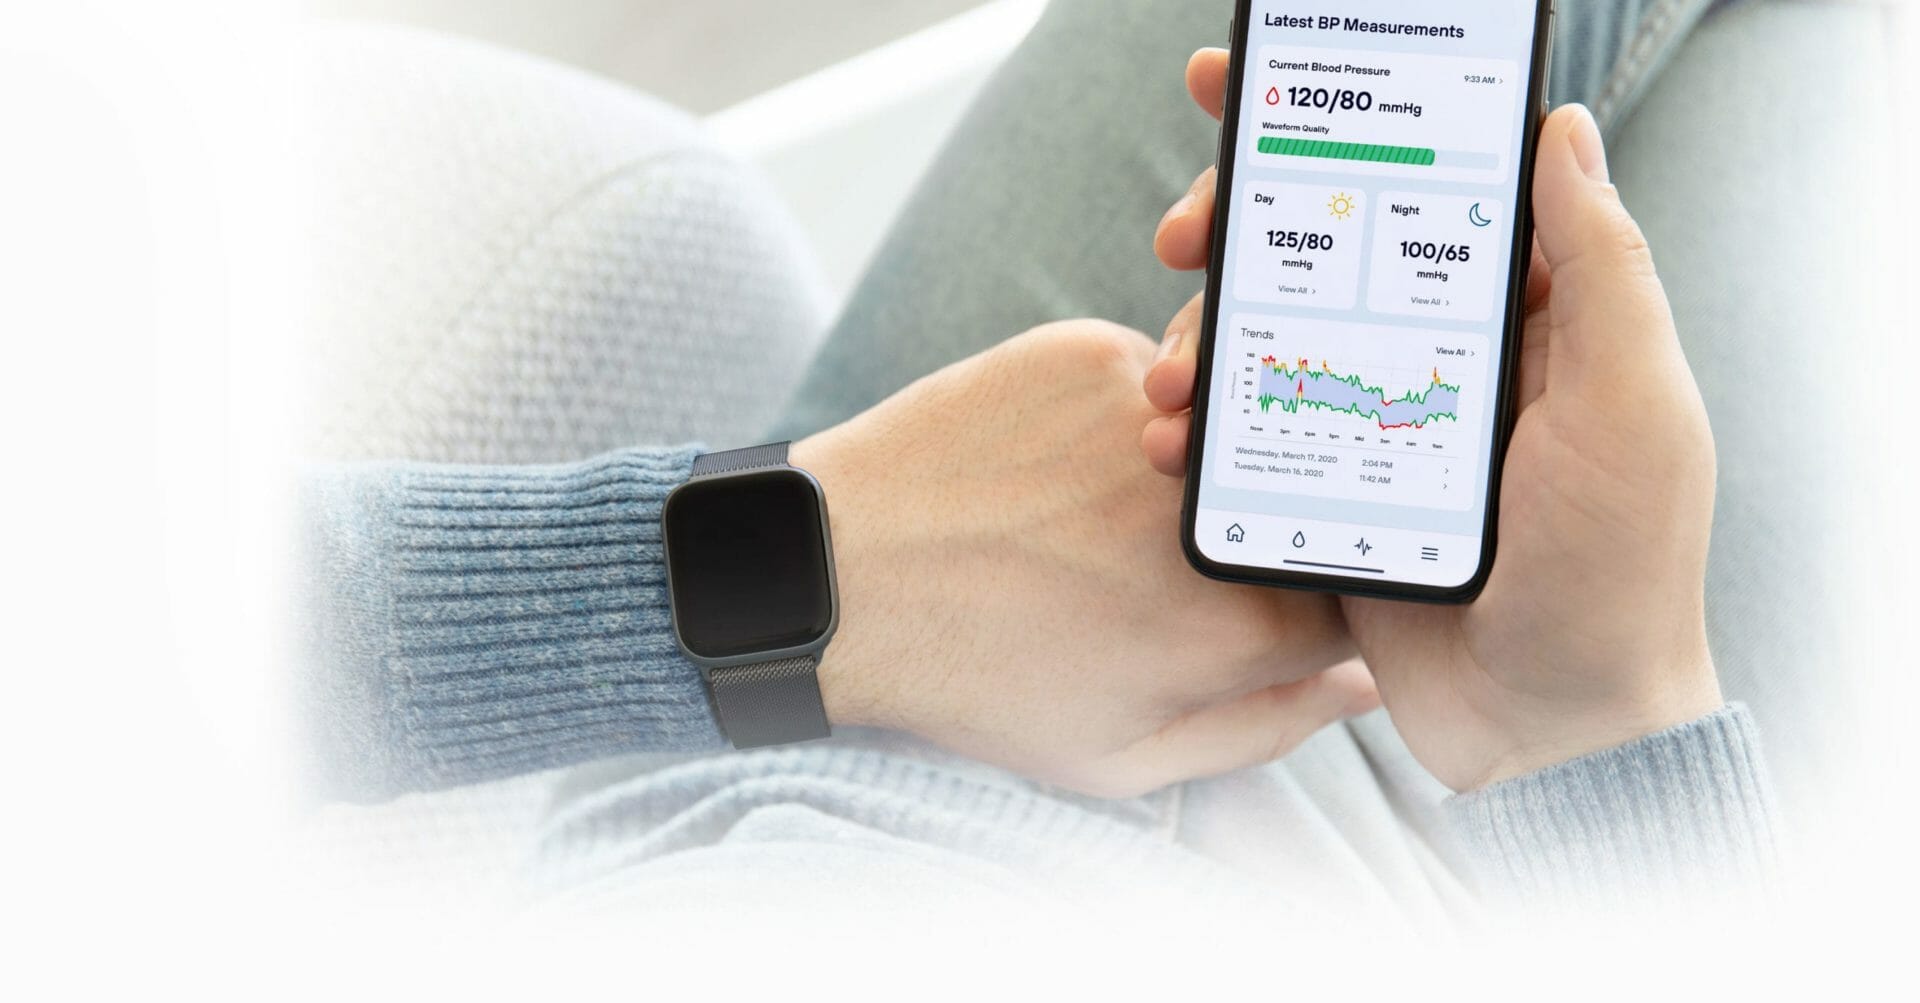 Latest BP Measurements
Current Blood Pressure
9:33 AM >
120/80 mmHg
Waveform Quality
Day
125/80
mmHg
View All >
Night
100/65
mmHg
View All >
Trends
View All >
140
120
100
80
60
Noon 3pm 6pm 9pm Mid 3am 6am 9am
Wednesday, March 17, 2020 2:04 PM >
Tuesday, March 16, 2020 11:42 AM >